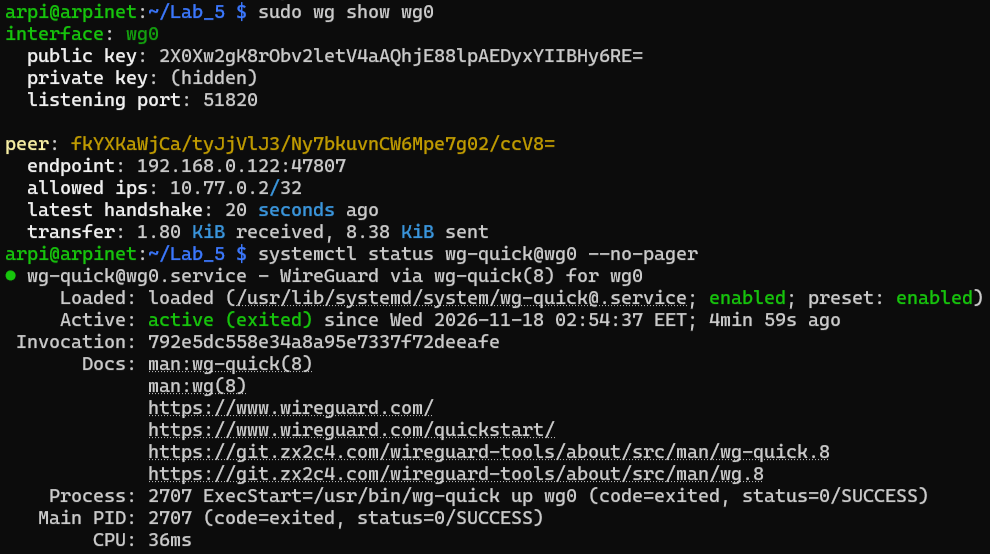 arpi@arpinet:~/Lab_5 $ sudo wg show wg0
interface: wg0
  public key: 2X0Xw2gK8rObv2letV4aAQhjE88lpAEDyxYIIBHy6RE=
  private key: (hidden)
  listening port: 51820

peer: fkYXKaWjCa/tyJjVlJ3/Ny7bkuvnCW6Mpe7g02/ccV8=
  endpoint: 192.168.0.122:47807
  allowed ips: 10.77.0.2/32
  latest handshake: 20 seconds ago
  transfer: 1.80 KiB received, 8.38 KiB sent
arpi@arpinet:~/Lab_5 $ systemctl status wg-quick@wg0 --no-pager
● wg-quick@wg0.service - WireGuard via wg-quick(8) for wg0
     Loaded: loaded (/usr/lib/systemd/system/wg-quick@.service; enabled; preset: enabled)
     Active: active (exited) since Wed 2026-11-18 02:54:37 EET; 4min 59s ago
 Invocation: 792e5dc558e34a8a95e7337f72deeafe
       Docs: man:wg-quick(8)
             man:wg(8)
             https://www.wireguard.com/
             https://www.wireguard.com/quickstart/
             https://git.zx2c4.com/wireguard-tools/about/src/man/wg-quick.8
             https://git.zx2c4.com/wireguard-tools/about/src/man/wg.8
    Process: 2707 ExecStart=/usr/bin/wg-quick up wg0 (code=exited, status=0/SUCCESS)
   Main PID: 2707 (code=exited, status=0/SUCCESS)
        CPU: 36ms